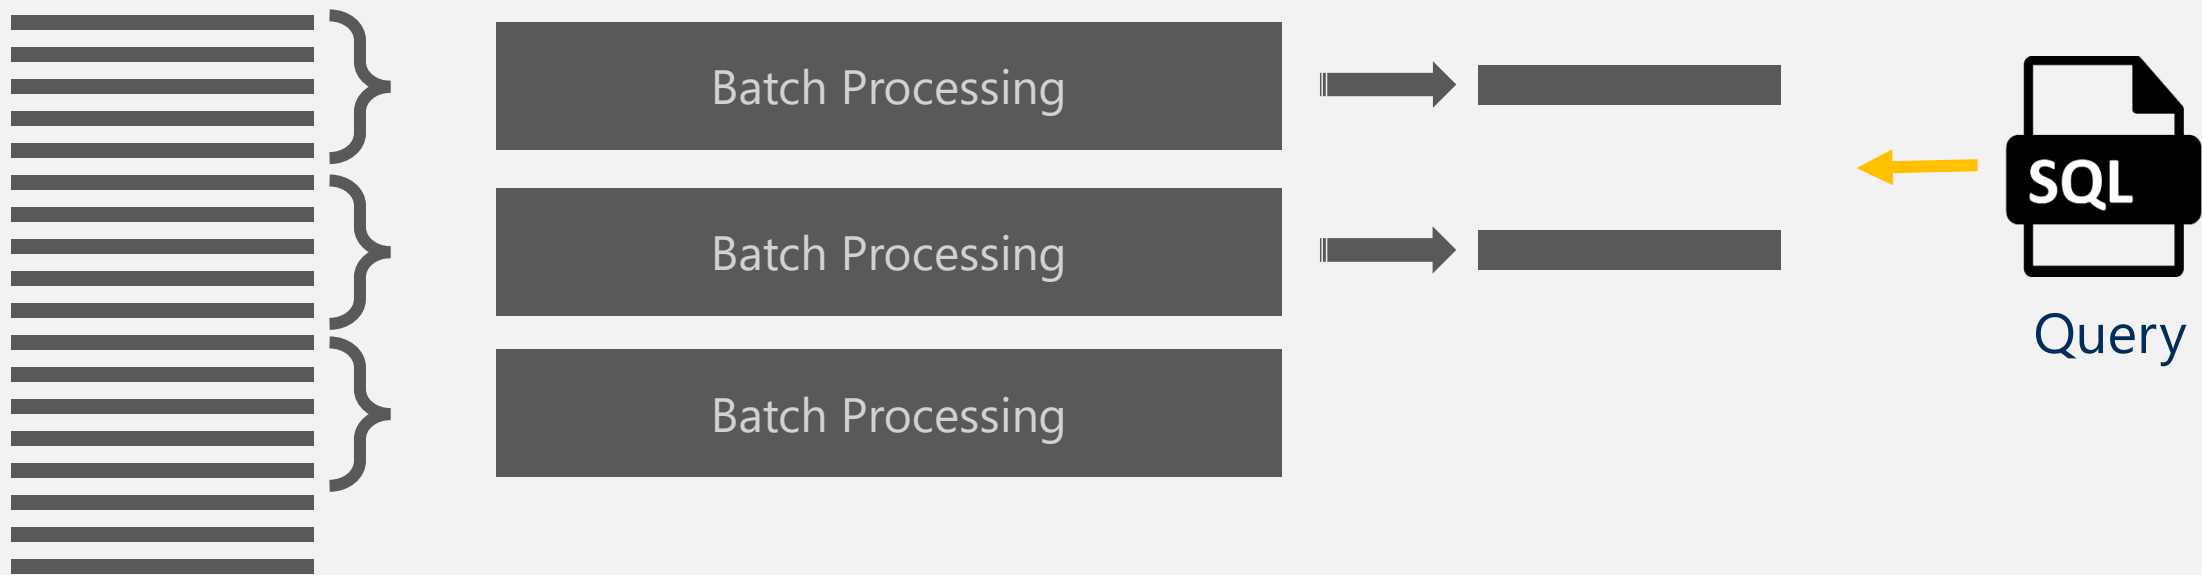 Batch Processing
Batch Processing
Batch Processing
SQL
Query